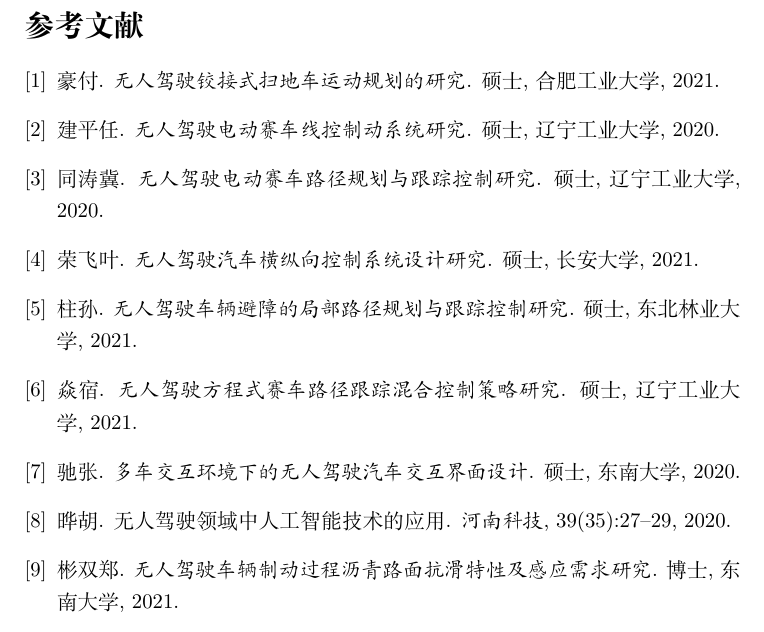 参考文献
[1] 豪付. 无人驾驶铰接式扫地车运动规划的研究. 硕士, 合肥工业大学, 2021.
[2] 建平任. 无人驾驶电动赛车线控制动系统研究. 硕士, 辽宁工业大学, 2020.
[3] 同涛冀. 无人驾驶电动赛车路径规划与跟踪控制研究. 硕士, 辽宁工业大学,
2020.
[4] 荣飞叶. 无人驾驶汽车横纵向控制系统设计研究. 硕士, 长安大学, 2021.
[5] 柱孙. 无人驾驶车辆避障的局部路径规划与跟踪控制研究. 硕士, 东北林业大
学, 2021.
[6] 焱宿. 无人驾驶方程式赛车路径跟踪混合控制策略研究. 硕士, 辽宁工业大
学, 2021.
[7] 驰张. 多车交互环境下的无人驾驶汽车交互界面设计. 硕士, 东南大学, 2020.
[8] 晔胡. 无人驾驶领域中人工智能技术的应用. 河南科技, 39(35):27–29, 2020.
[9] 彬双郑. 无人驾驶车辆制动过程沥青路面抗滑特性及感应需求研究. 博士, 东
南大学, 2021.